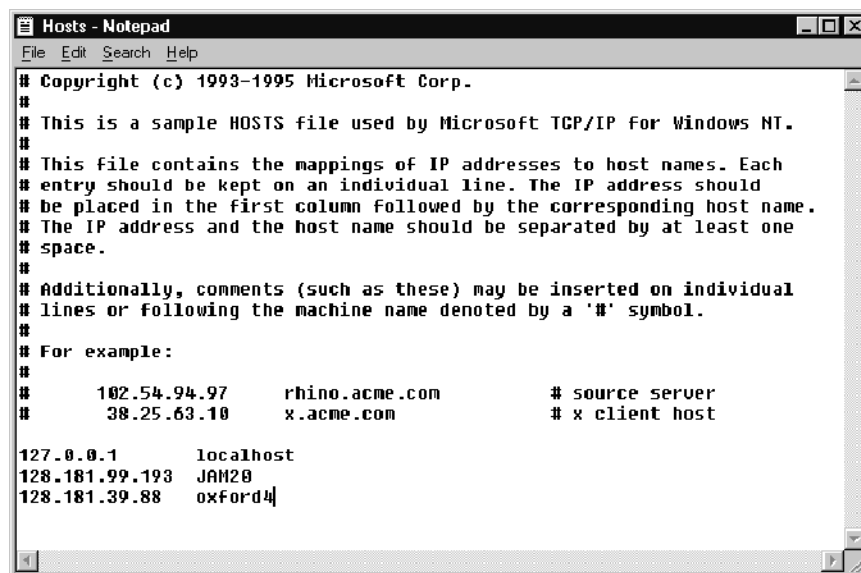 Hosts - Notepad
File Edit Search Help
# Copyright (c) 1993-1995 Microsoft Corp.
#
# This is a sample HOSTS file used by Microsoft TCP/IP for Windows NT.
#
# This file contains the mappings of IP addresses to host names. Each
# entry should be kept on an individual line. The IP address should
# be placed in the first column followed by the corresponding host name.
# The IP address and the host name should be separated by at least one
# space.
#
# Additionally, comments (such as these) may be inserted on individual
# lines or following the machine name denoted by a '#' symbol.
#
# For example:
#
#      102.54.94.97     rhino.acme.com          # source server
#       38.25.63.10     x.acme.com              # x client host

127.0.0.1       localhost
128.181.99.193  JAM20
128.181.39.88   oxford4